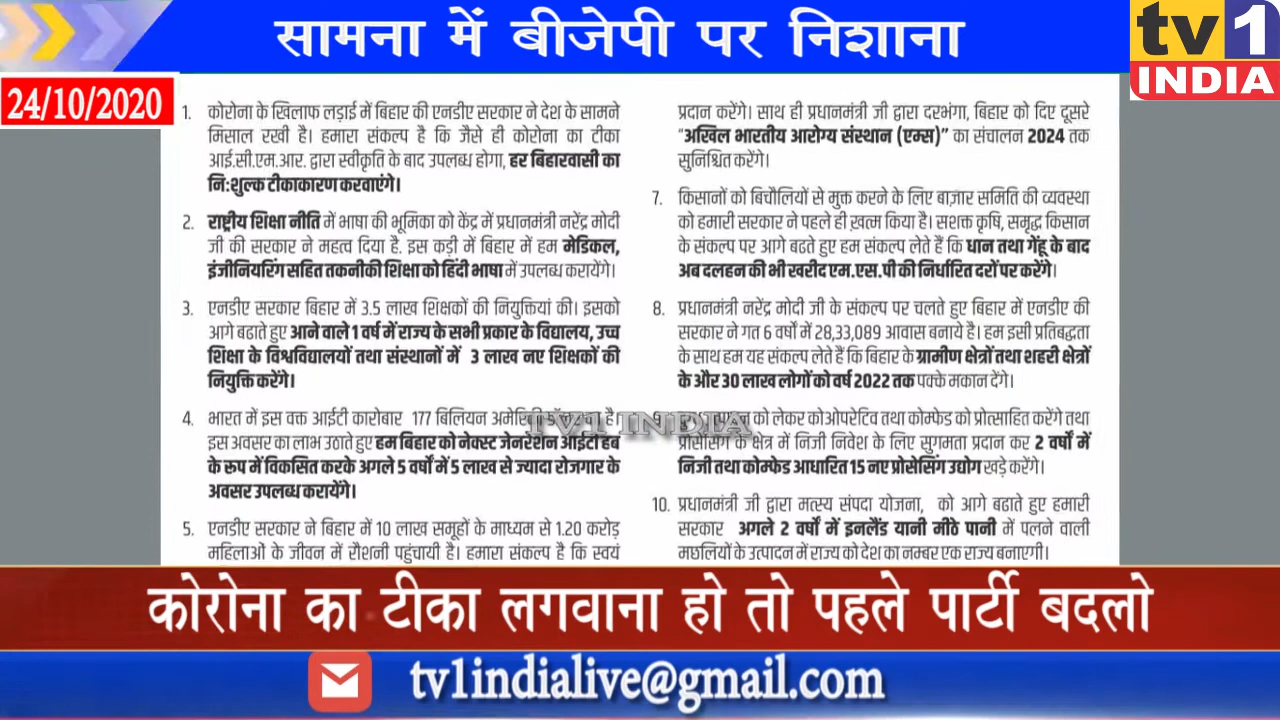 सामना में बीजेपी पर निशाना
tv1
INDIA
24/10/2020
1. कोरोना के खिलाफ लड़ाई में बिहार की एनडीए सरकार ने देश के सामने
मिसाल रखी है। हमारा संकल्प है कि जैसे ही कोरोना का टीका
आई.सी.एम.आर. द्वारा स्वीकृति के बाद उपलब्ध होगा, हर बिहारवासी का
नि:शुल्क टीकाकरण करवाएंगे।
2. राष्ट्रीय शिक्षा नीति में भाषा की भूमिका को केंद्र में प्रधानमंत्री नरेंद्र मोदी
जी की सरकार ने महत्व दिया है. इस कड़ी में बिहार में हम मेडिकल,
इंजीनियरिंग सहित तकनीकी शिक्षा को हिंदी भाषा में उपलब्ध करायेंगे।
3. एनडीए सरकार बिहार में 3.5 लाख शिक्षकों की नियुक्तियां की। इसको
आगे बढाते हुए आने वाले 1 वर्ष में राज्य के सभी प्रकार के विद्यालय, उच्च
शिक्षा के विश्वविद्यालयों तथा संस्थानों में 3 लाख नए शिक्षकों की
नियुक्ति करेंगे।
4. भारत में इस वक्त आईटी कारोबार 177 बिलियन है।
इस अवसर का लाभ उठाते हुए हम बिहार को नेक्स्ट जेनरेशन आईटी हब
के रूप में विकसित करके अगले 5 वर्षों में 5 लाख से ज्यादा रोजगार के
अवसर उपलब्ध करायेंगे।
5. एनडीए सरकार ने बिहार में 10 लाख समूहों के माध्यम से 1.20 करोड़
महिलाओं के जीवन में रौशनी पहुंचायी है। हमारा संकल्प है कि स्वयं
प्रदान करेंगे। साथ ही प्रधानमंत्री जी द्वारा दरभंगा, बिहार को दिए दूसरे
“अखिल भारतीय आरोग्य संस्थान (एम्स)” का संचालन 2024 तक
सुनिश्चित करेंगे।
7. किसानों को बिचौलियों से मुक्त करने के लिए बाज़ार समिति की व्यवस्था
को हमारी सरकार ने पहले ही ख़त्म किया है। सशक्त कृषि, समृद्ध किसान
के संकल्प पर आगे बढते हुए हम संकल्प लेते हैं कि धान तथा गेंहू के बाद
अब दलहन की भी खरीद एम.एस.पी की निर्धारित दरों पर करेंगे।
8. प्रधानमंत्री नरेंद्र मोदी जी के संकल्प पर चलते हुए बिहार में एनडीए की
सरकार ने गत 6 वर्षों में 28,33,089 आवास बनाये है। हम इसी प्रतिबद्धता
के साथ हम यह संकल्प लेते हैं कि बिहार के ग्रामीण क्षेत्रों तथा शहरी क्षेत्रों
के और 30 लाख लोगों को वर्ष 2022 तक पक्के मकान देंगे।
को लेकर कोओपरेटिव तथा कोम्फेड को प्रोत्साहित करेंगे तथा
प्रोसेसिंग के क्षेत्र में निजी निवेश के लिए सुगमता प्रदान कर 2 वर्षों में
निजी तथा कोम्फेड आधारित 15 नए प्रोसेसिंग उद्योग खड़े करेंगे।
10. प्रधानमंत्री जी द्वारा मत्स्य संपदा योजना, को आगे बढाते हुए हमारी
सरकार अगले 2 वर्षों में इनलैंड यानी मीठे पानी में पलने वाली
मछलियों के उत्पादन में राज्य को देश का नम्बर एक राज्य बनाएगी।
TV1 INDIA
कोरोना का टीका लगवाना हो तो पहले पार्टी बदलो
tv1indialive@gmail.com